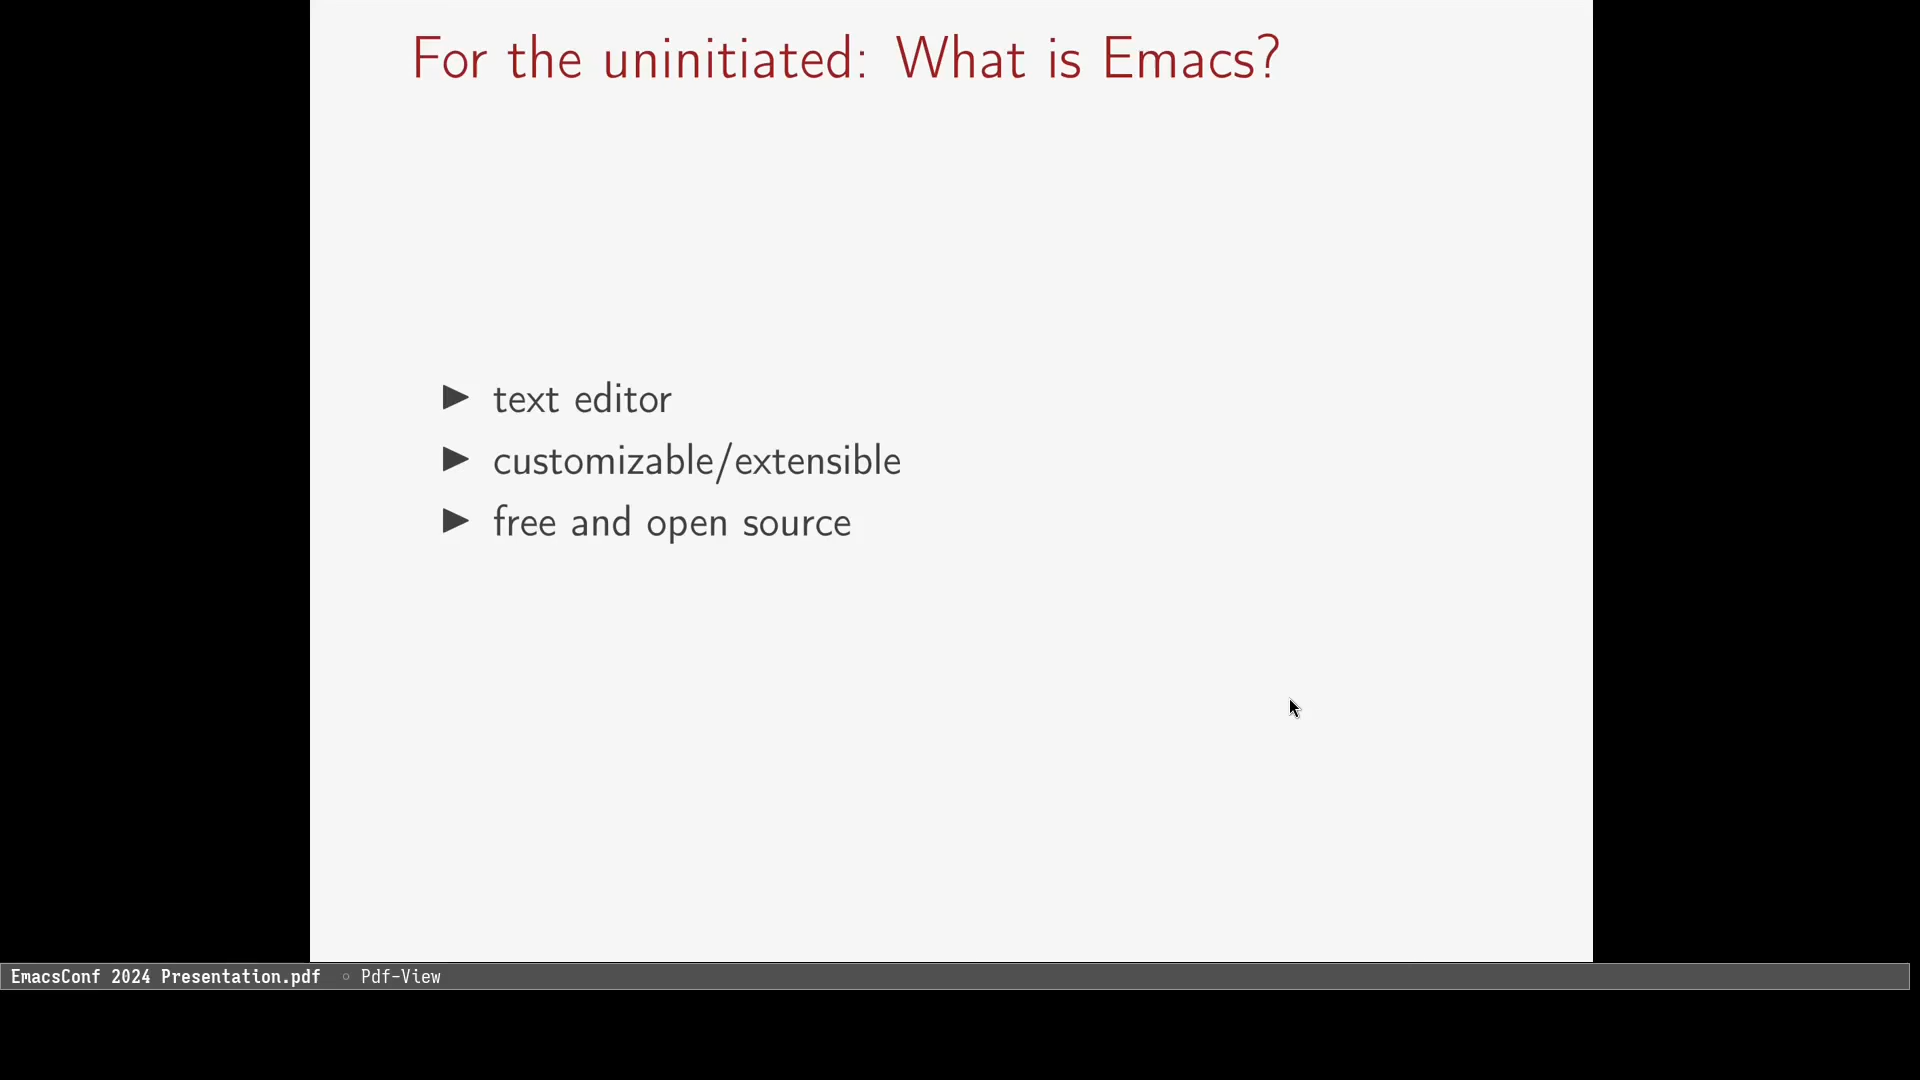 For the uninitiated: What is Emacs?
▶ text editor
▶ customizable/extensible
▶ free and open source
EmacsConf 2024 Presentation.pdf ◦ Pdf-View